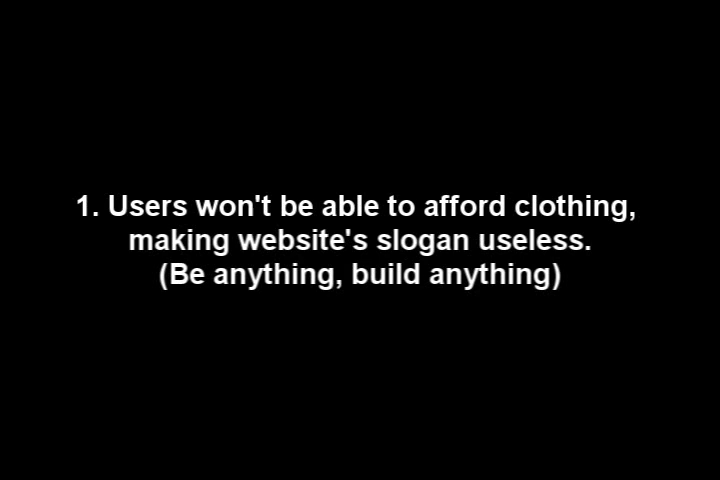 1. Users won't be able to afford clothing,
making website's slogan useless.
(Be anything, build anything)